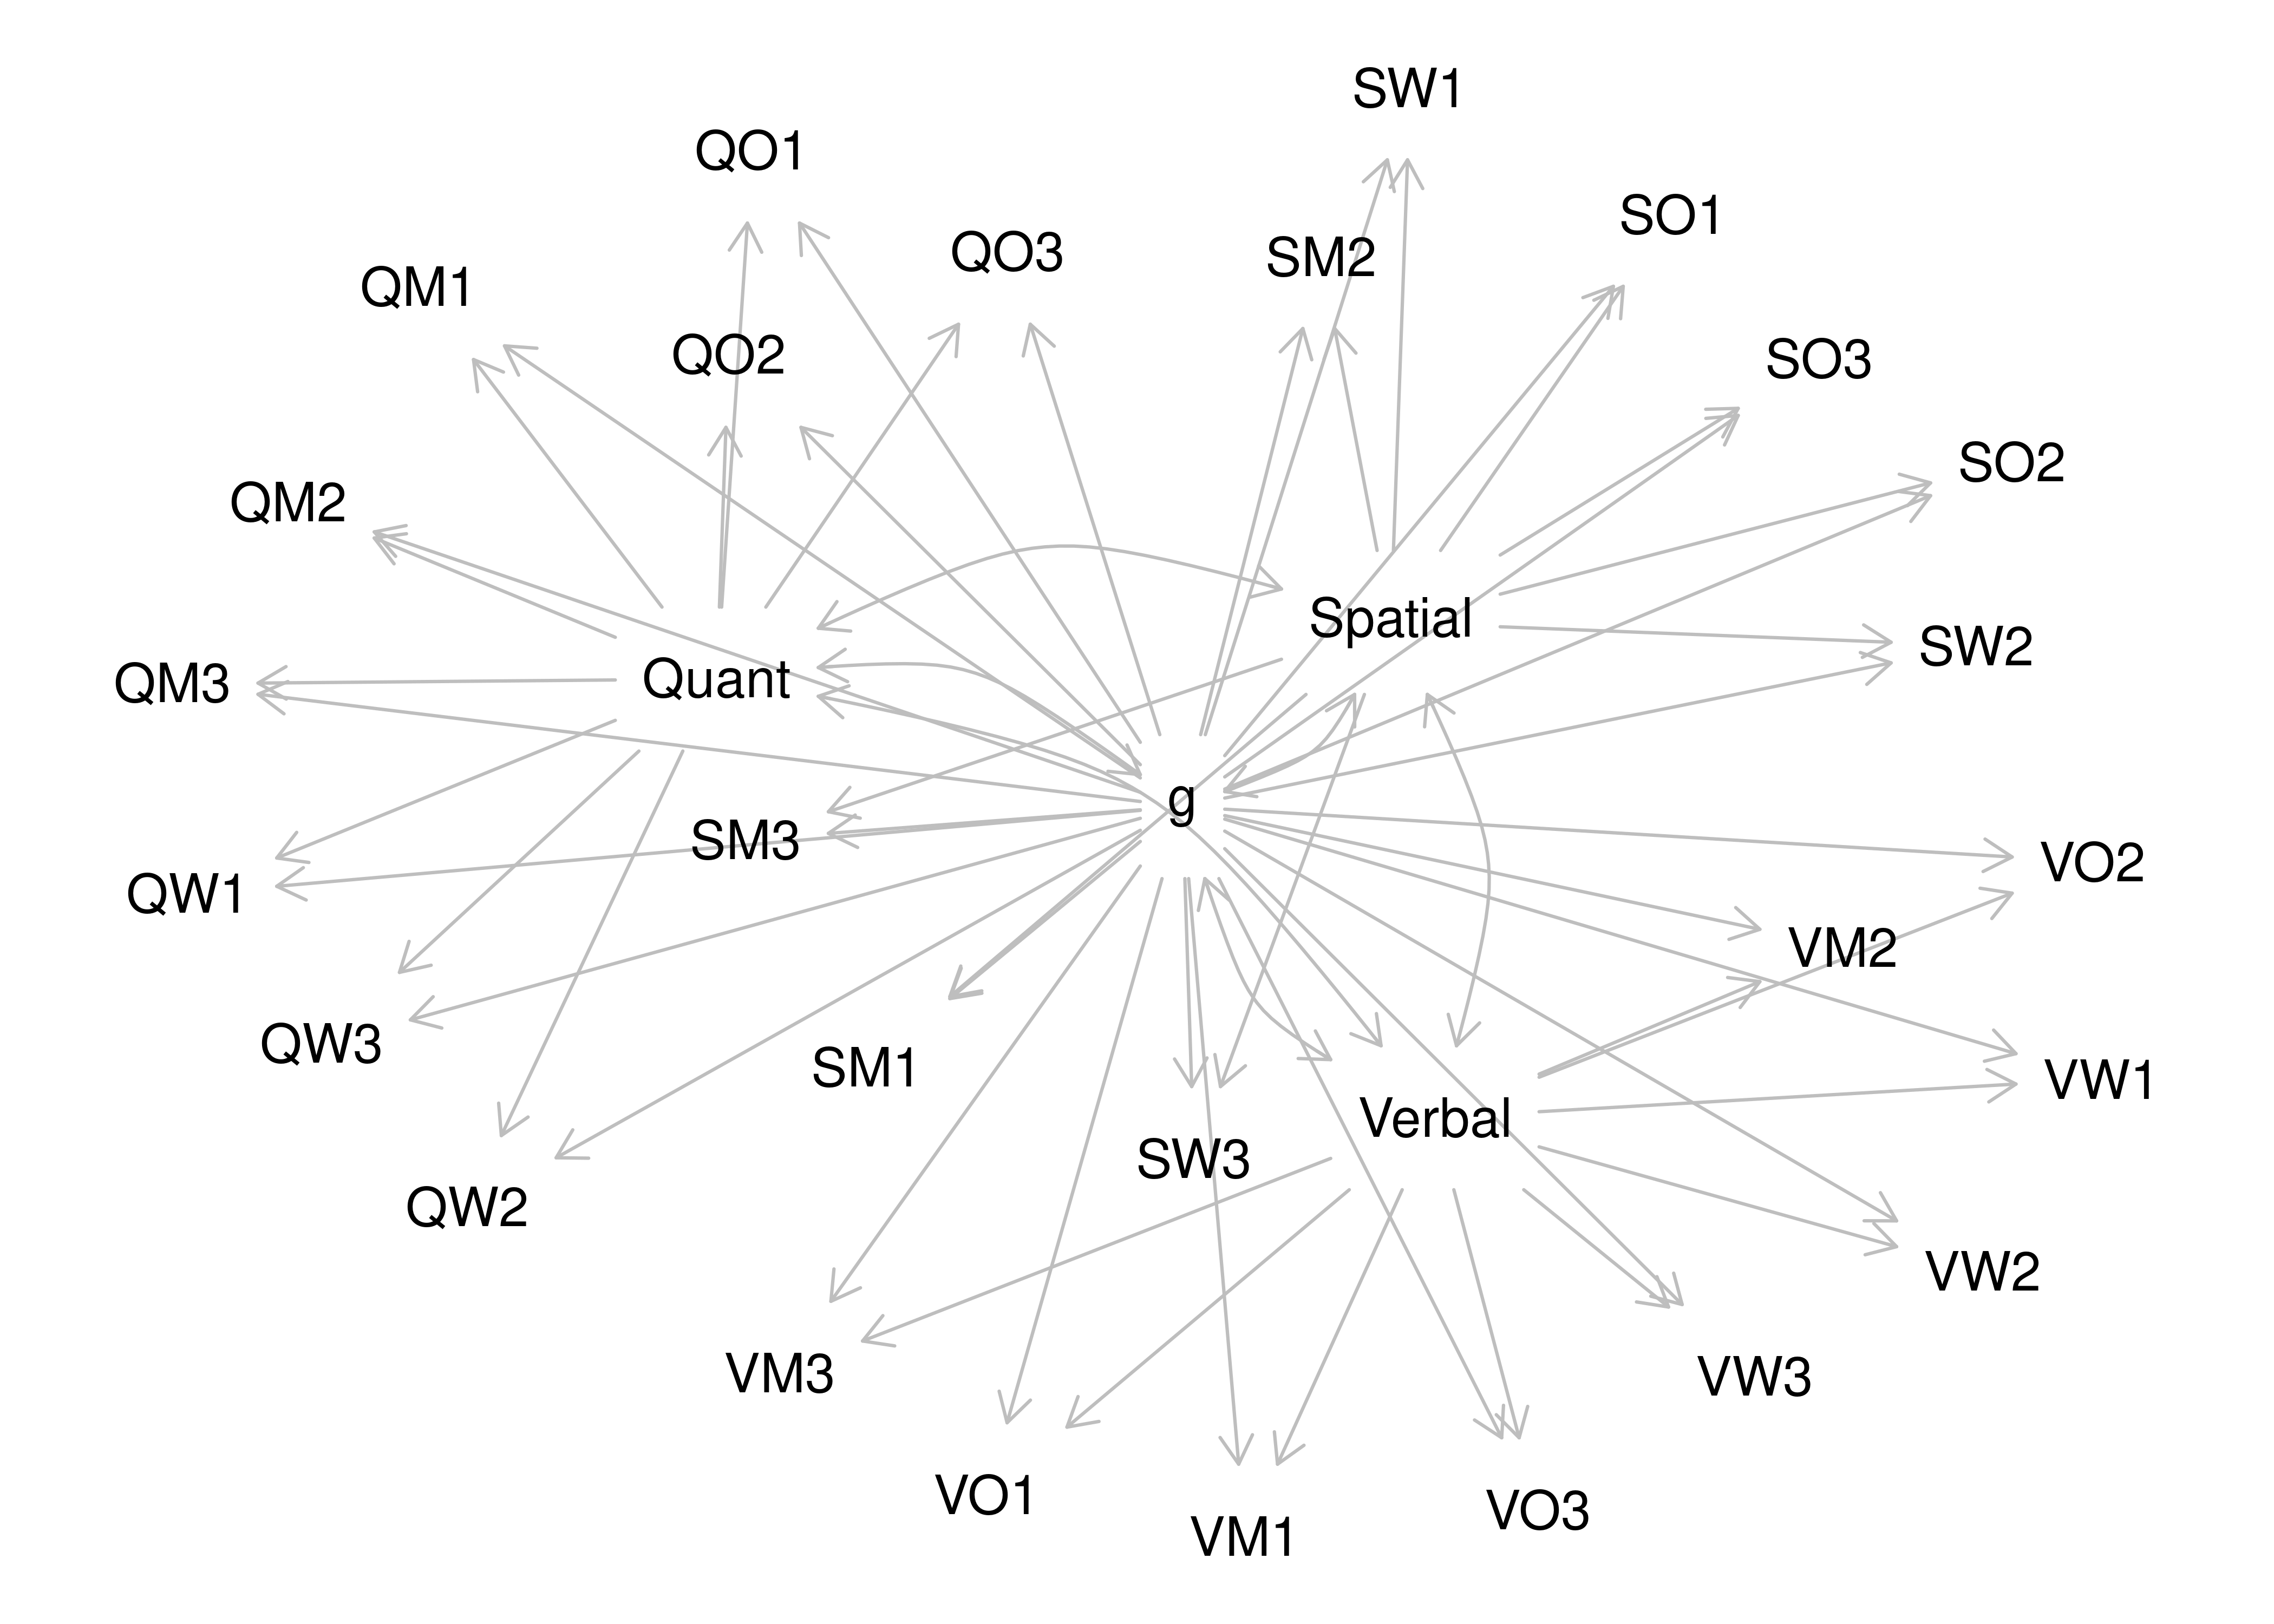 SW1
QO1
SO1
QO3
SM2
QM1
QO2
SO3
SO2
QM2
Spatial
SW2
Quant
QM3
g
SM3
VO2
QW1
VM2
QW3
SM1
VW1
Verbal
SW3
QW2
VW2
VM3
VW3
VO1
VO3
VM1